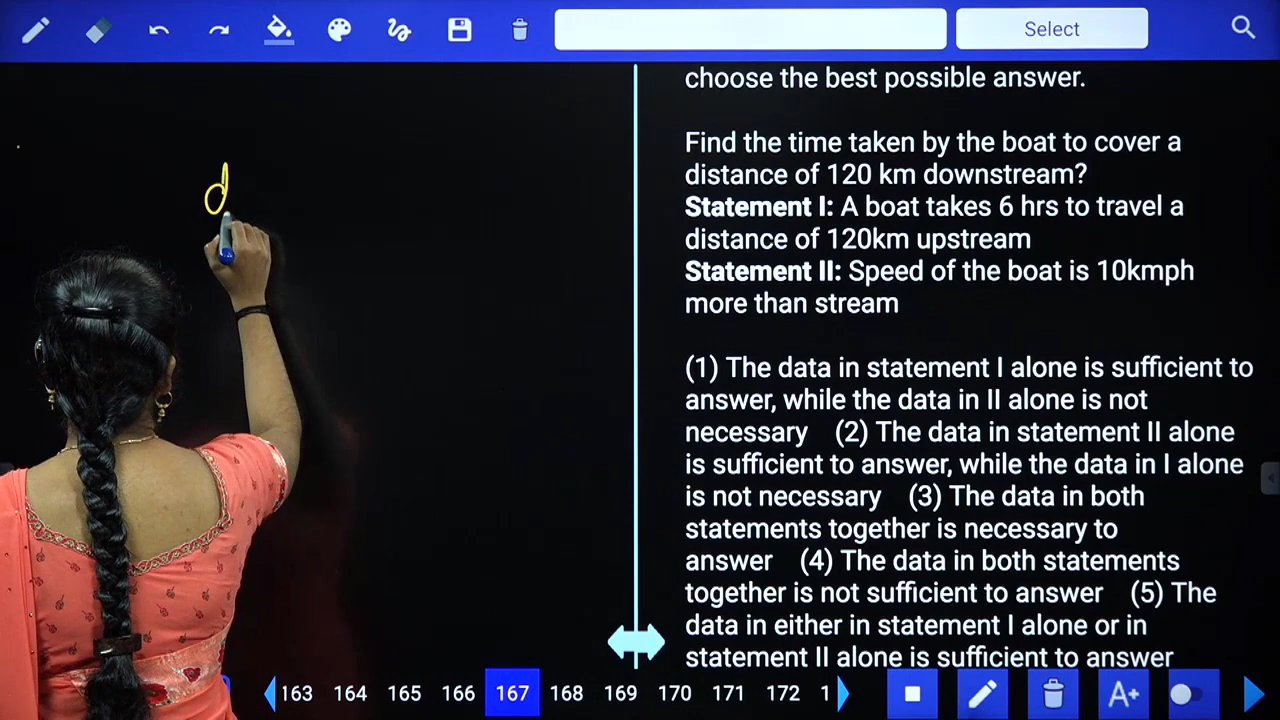 Select
choose the best possible answer.
d
Find the time taken by the boat to cover a
distance of 120 km downstream?
Statement I: A boat takes 6 hrs to travel a
distance of 120km upstream
Statement II: Speed of the boat is 10kmph
more than stream
(1) The data in statement I alone is sufficient to
answer, while the data in II alone is not
necessary (2) The data in statement II alone
is sufficient to answer, while the data in I alone
is not necessary (3) The data in both
statements together is necessary to
answer (4) The data in both statements
together is not sufficient to answer (5) The
data in either in statement I alone or in
statement II alone is sufficient to answer
163 164 165 166 167 168 169 170 171 172 1
A+